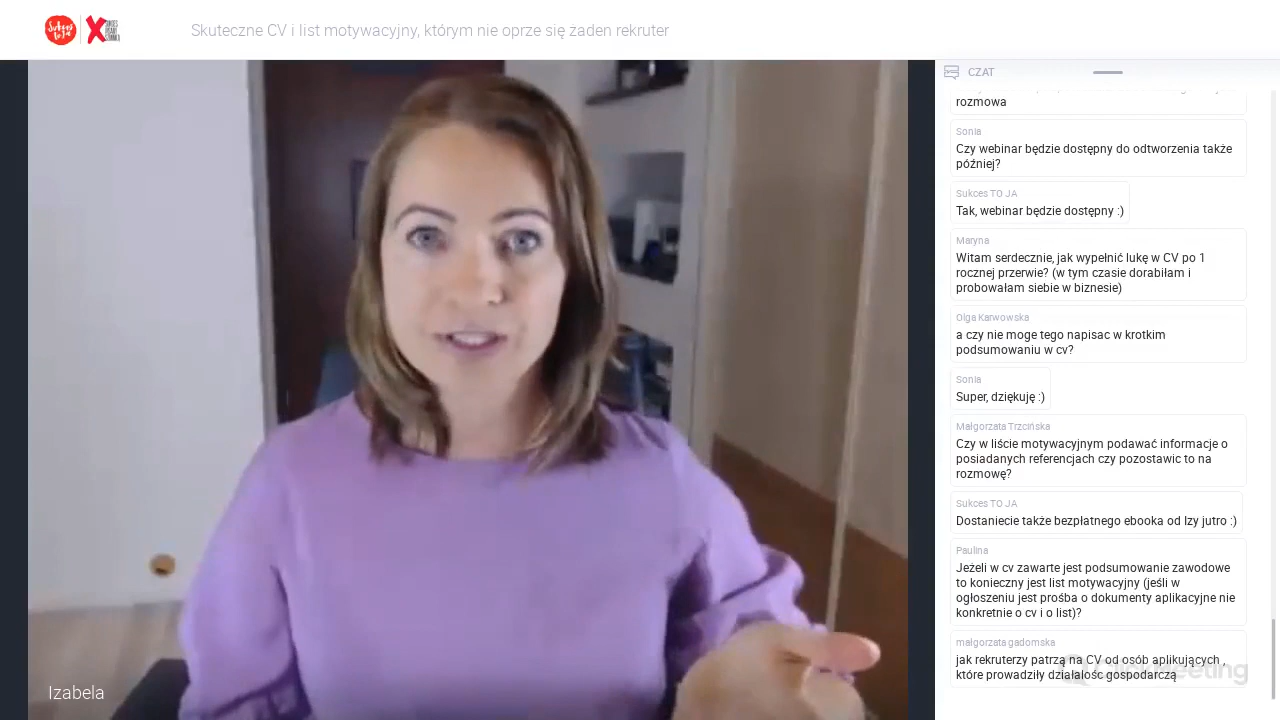 Sukces
to Ja
Skuteczne CV i list motywacyjny, którym nie oprze się żaden rekruter
CZAT
rozmowa
Sonia
Czy webinar będzie dostępny do odtworzenia także
później?
Sukces TO JA
Tak, webinar będzie dostępny :)
Maryna
Witam serdecznie, jak wypełnić lukę w CV po 1
rocznej przerwie? (w tym czasie dorabiłam i
probowałam siebie w biznesie)
Olga Karwowska
a czy nie moge tego napisac w krotkim
podsumowaniu w cv?
Sonia
Super, dziękuję :)
Małgorzata Trzcińska
Czy w liście motywacyjnym podawać informacje o
posiadanych referencjach czy pozostawic to na
rozmowę?
Sukces TO JA
Dostaniecie także bezpłatnego ebooka od Izy jutro :)
Paulina
Jeżeli w cv zawarte jest podsumowanie zawodowe
to konieczny jest list motywacyjny (jeśli w
ogłoszeniu jest prośba o dokumenty aplikacyjne nie
konkretnie o cv i o list)?
małgorzata gadomska
jak rekruterzy patrzą na CV od osób aplikujących ,
które prowadziły działalośc gospodarczą
ClickMeeting
Izabela